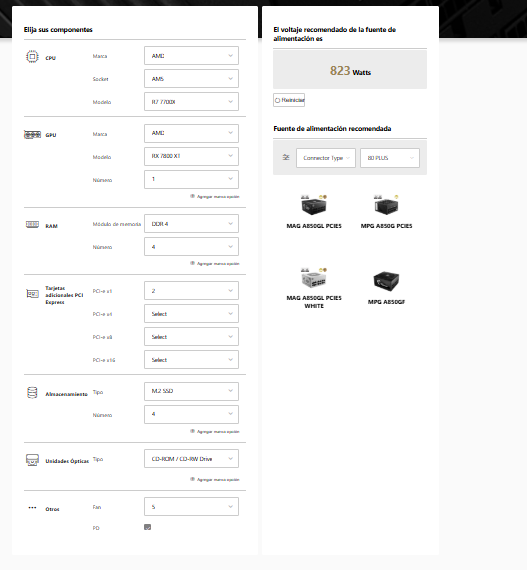 Elija sus componentes
CPU
Marca
AMD
Socket
AM5
Modelo
R7 7700X
GPU
Marca
AMD
Modelo
RX 7800 XT
Número
1
Agregar marca opción
RAM
Módulo de memoria
DDR 4
Número
4
Agregar marca opción
Tarjetas adicionales PCI Express
PCI-e x1
2
PCI-e x4
Select
PCI-e x8
Select
PCI-e x16
Select
Almacenamiento
Tipo
M.2 SSD
Número
4
Agregar marca opción
Unidades Ópticas
Tipo
CD-ROM / CD-RW Drive
Agregar marca opción
Otros
Fan
5
PD
El voltaje recomendado de la fuente de
alimentación es
823 Watts
Reiniciar
Fuente de alimentación recomendada
Connector Type
80 PLUS
MAG A850GL PCIE5
MPG A850G PCIE5
MAG A850GL PCIE5
WHITE
MPG A850GF